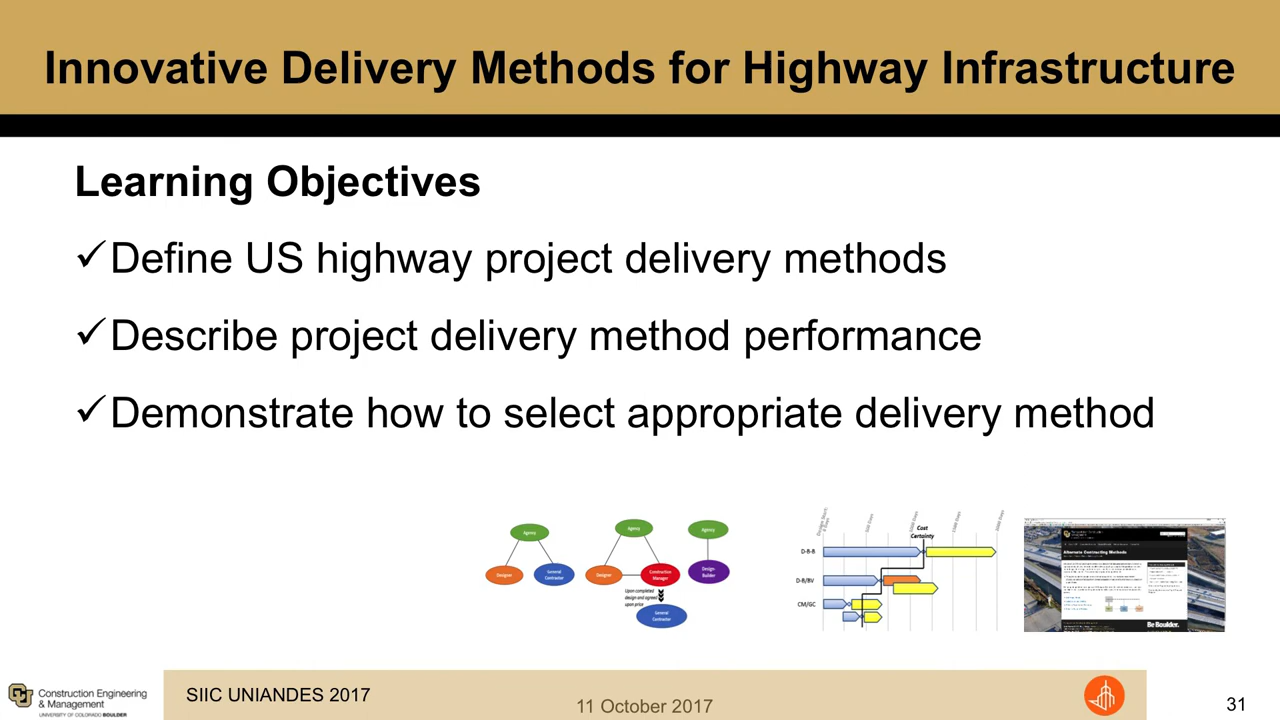 Innovative Delivery Methods for Highway Infrastructure
Learning Objectives
✓Define US highway project delivery methods
✓Describe project delivery method performance
✓Demonstrate how to select appropriate delivery method
Agency
Designer
General
Contractor
Agency
Designer
Construction
Manager
Upon completed
design and agreed
upon price
General
Contractor
Agency
Design-
Builder
Cost
Certainty
D-B-B
D-B/BV
CM/GC
Alternate Contracting Methods
Be Boulder.
CU
Construction Engineering
& Management
UNIVERSITY OF COLORADO BOULDER
SIIC UNIANDES 2017
11 October 2017
31